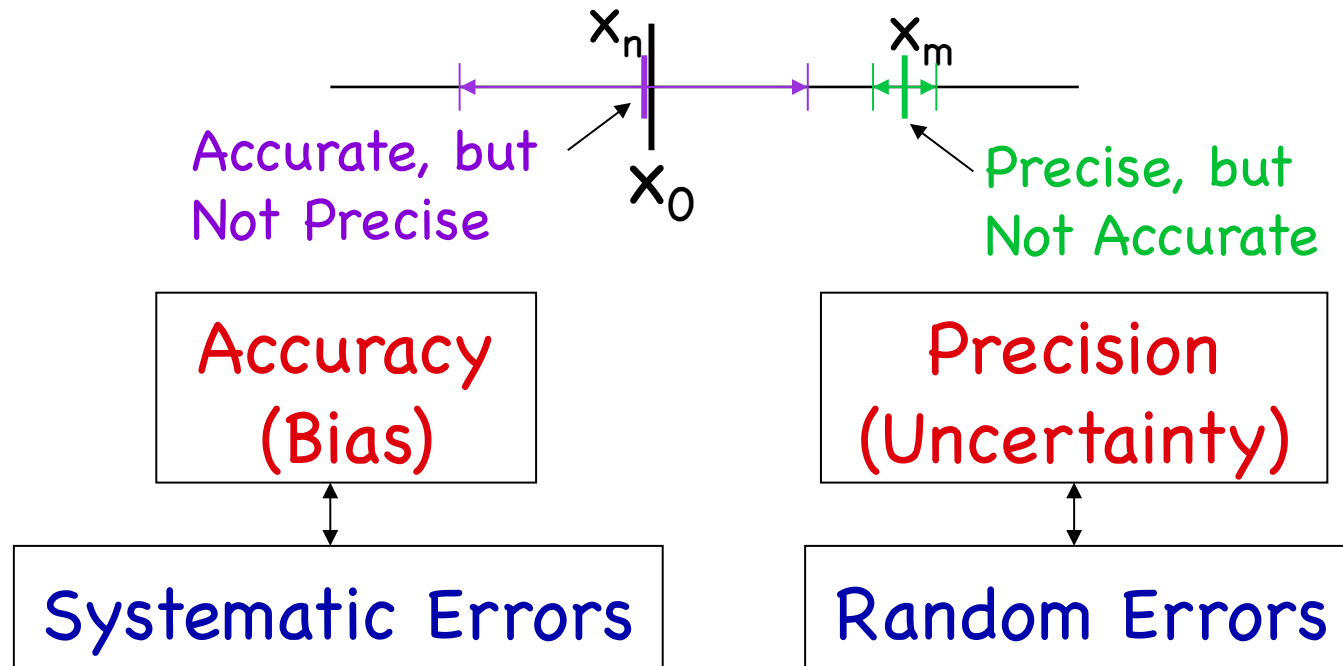 xn
xm
Accurate, but
Not Precise
x0
Precise, but
Not Accurate
Accuracy
(Bias)
Precision
(Uncertainty)
Systematic Errors
Random Errors